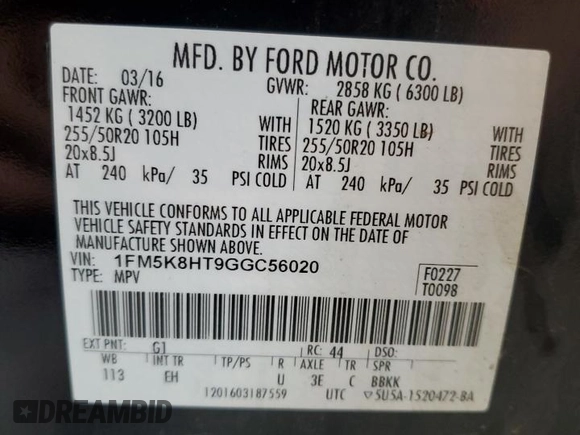 MFD. BY FORD MOTOR CO.
DATE: 03/16 GVWR: 2858 KG ( 6300 LB)
FRONT GAWR: REAR GAWR:
1452 KG ( 3200 LB) WITH 1520 KG ( 3350 LB) WITH
255/50R20 105H TIRES 255/50R20 105H TIRES
20x8.5J RIMS 20x8.5J RIMS
AT 240 kPa/ 35 PSI COLD AT 240 kPa/ 35 PSI COLD
THIS VEHICLE CONFORMS TO ALL APPLICABLE FEDERAL MOTOR
VEHICLE SAFETY STANDARDS IN EFFECT ON THE DATE OF
MANUFACTURE SHOWN ABOVE.
VIN: 1FM5K8HT9GGC56020 F0227
TYPE: MPV T0098
EXT PNT: G1 RC: 44 DSO:
WB INT TR TP/PS R AXLE TR SPR
113 EH U 3E C BBKK
1201603187559 UTC ▽5U5A-1520472-BA
DREAMBID